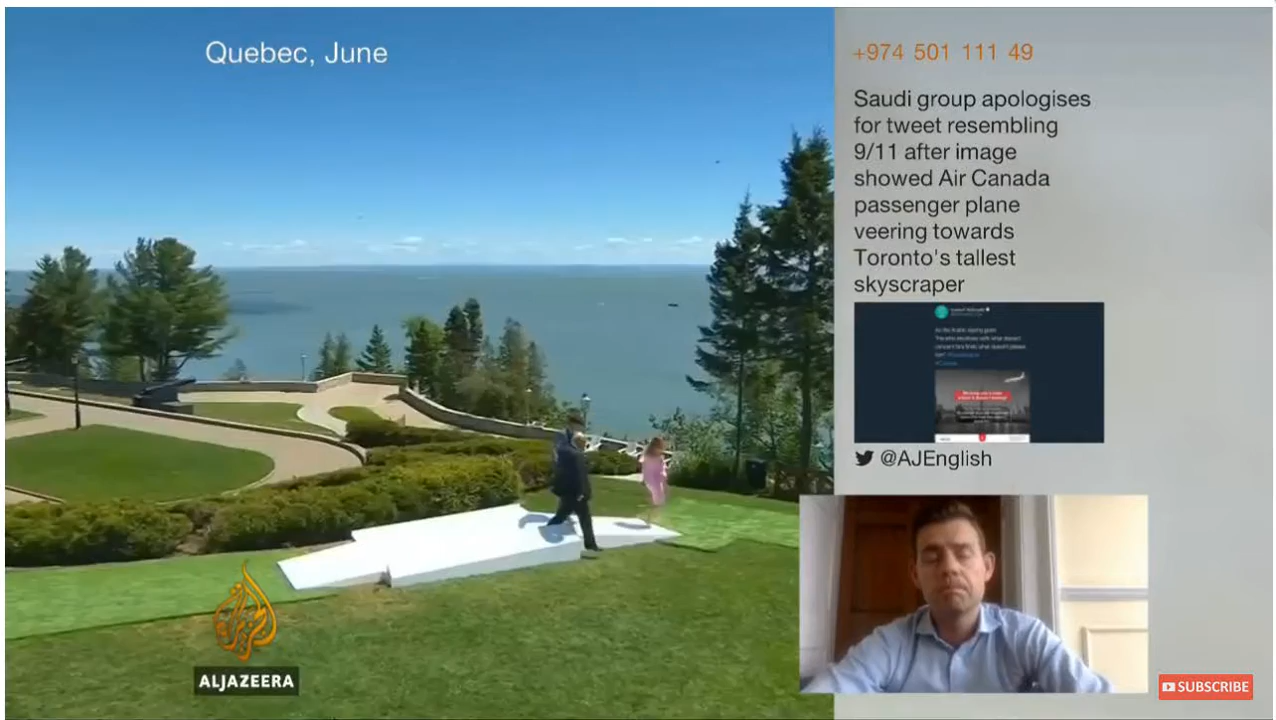 Quebec, June
+974 501 111 49
Saudi group apologises
for tweet resembling
9/11 after image
showed Air Canada
passenger plane
veering towards
Toronto's tallest
skyscraper
@AJEnglish
ALJAZEERA
SUBSCRIBE